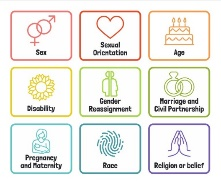 Sex
Sexual
Orientation
Age
Disability
Gender
Reassignment
Marriage and
Civil Partnership
Pregnancy
and Maternity
Race
Religion or belief